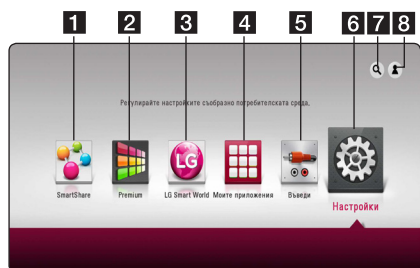 1 2 3 4 5 6 7 8
Регулирайте настройките съобразно потребителската среда.
LG
SmartShare Premium LG Smart World Моите приложения Въведи
Настройки